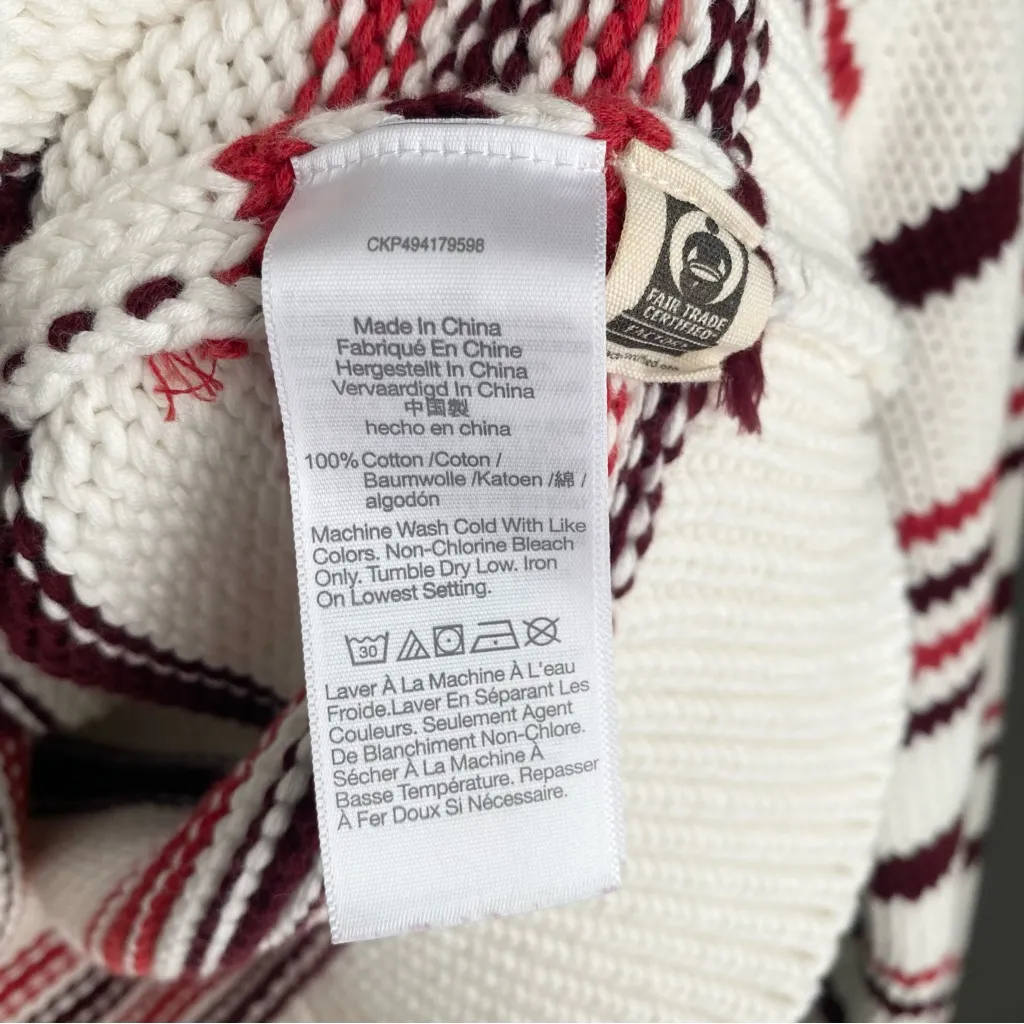 CKP494179598
Made In China
Fabriqué En Chine
Hergestellt In China
Vervaardigd In China
中国製
hecho en china
100% Cotton /Coton /
Baumwolle /Katoen /綿 /
algodón
Machine Wash Cold With Like
Colors. Non-Chlorine Bleach
Only. Tumble Dry Low. Iron
On Lowest Setting.
30
Laver À La Machine À L'eau
Froide.Laver En Séparant Les
Couleurs. Seulement Agent
De Blanchiment Non-Chlore.
Sécher À La Machine À
Basse Température. Repasser
À Fer Doux Si Nécessaire.
FAIR TRADE
CERTIFIED
FACTORY